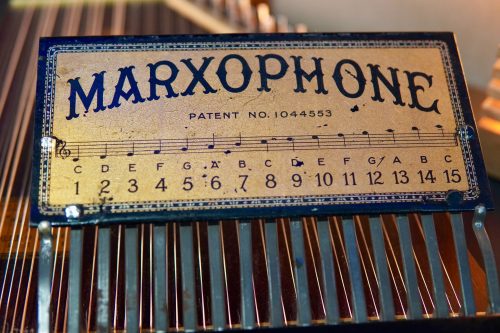 MARXOPHONE
PATENT NO. 1044553
C D E F G A B C D E F G A B C
1 2 3 4 5 6 7 8 9 10 11 12 13 14 15